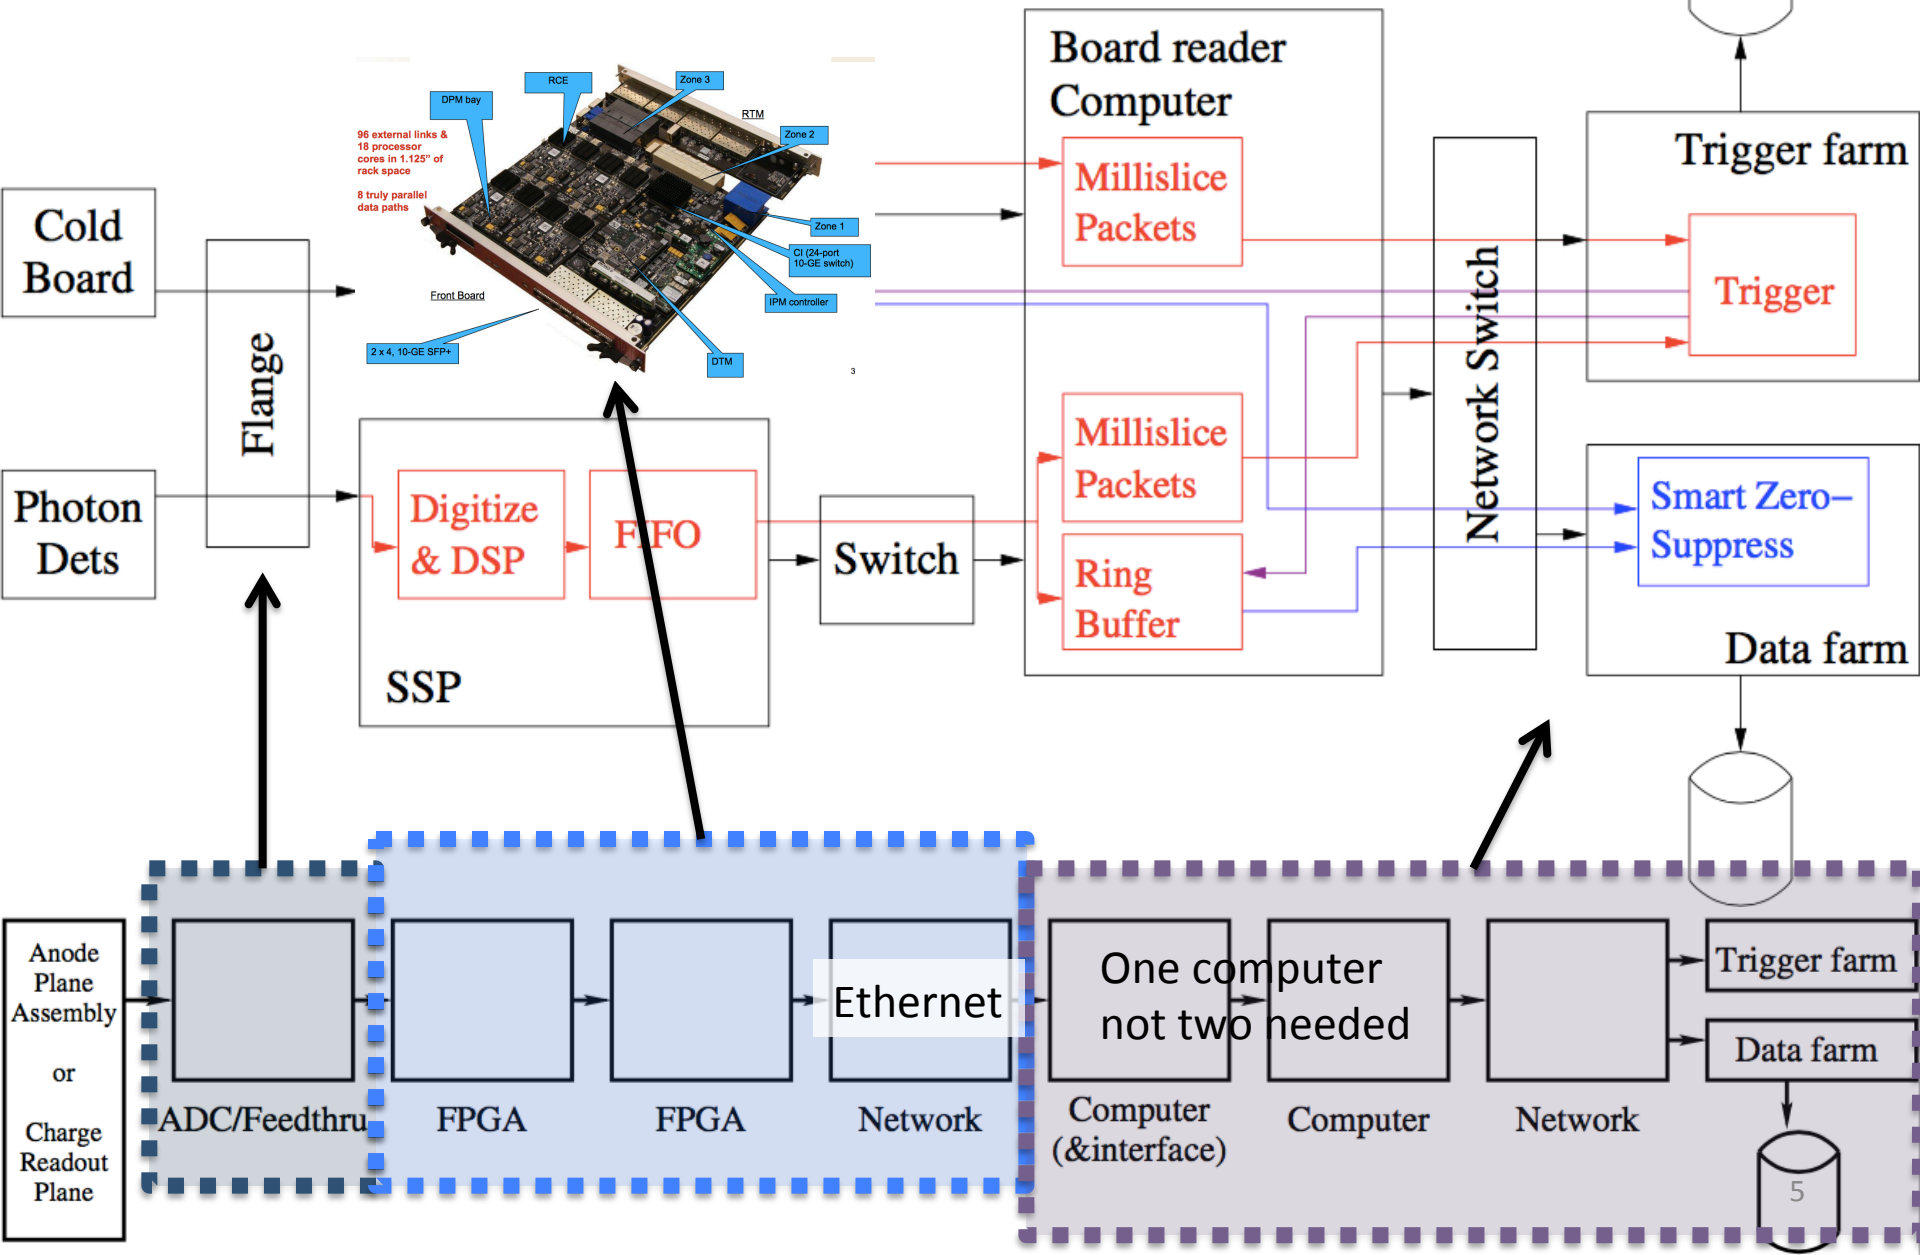 RCE
Zone 3
DPM bay
RTM
Zone 2
96 external links &
18 processor
cores in 1.125” of
rack space
8 truly parallel
data paths
Zone 1
CI (24-port
10-GE switch)
Front Board
IPM controller
2 x 4, 10-GE SFP+
DTM
3
Cold
Board
Flange
Photon
Dets
Digitize
& DSP
FIFO
SSP
Switch
Board reader
Computer
Millislice
Packets
Millislice
Packets
Ring
Buffer
Network Switch
Trigger farm
Trigger
Smart Zero–
Suppress
Data farm
Anode
Plane
Assembly
or
Charge
Readout
Plane
ADC/Feedthru
FPGA
FPGA
Ethernet
Network
One computer
not two needed
Computer
(&interface)
Computer
Network
Trigger farm
Data farm
5